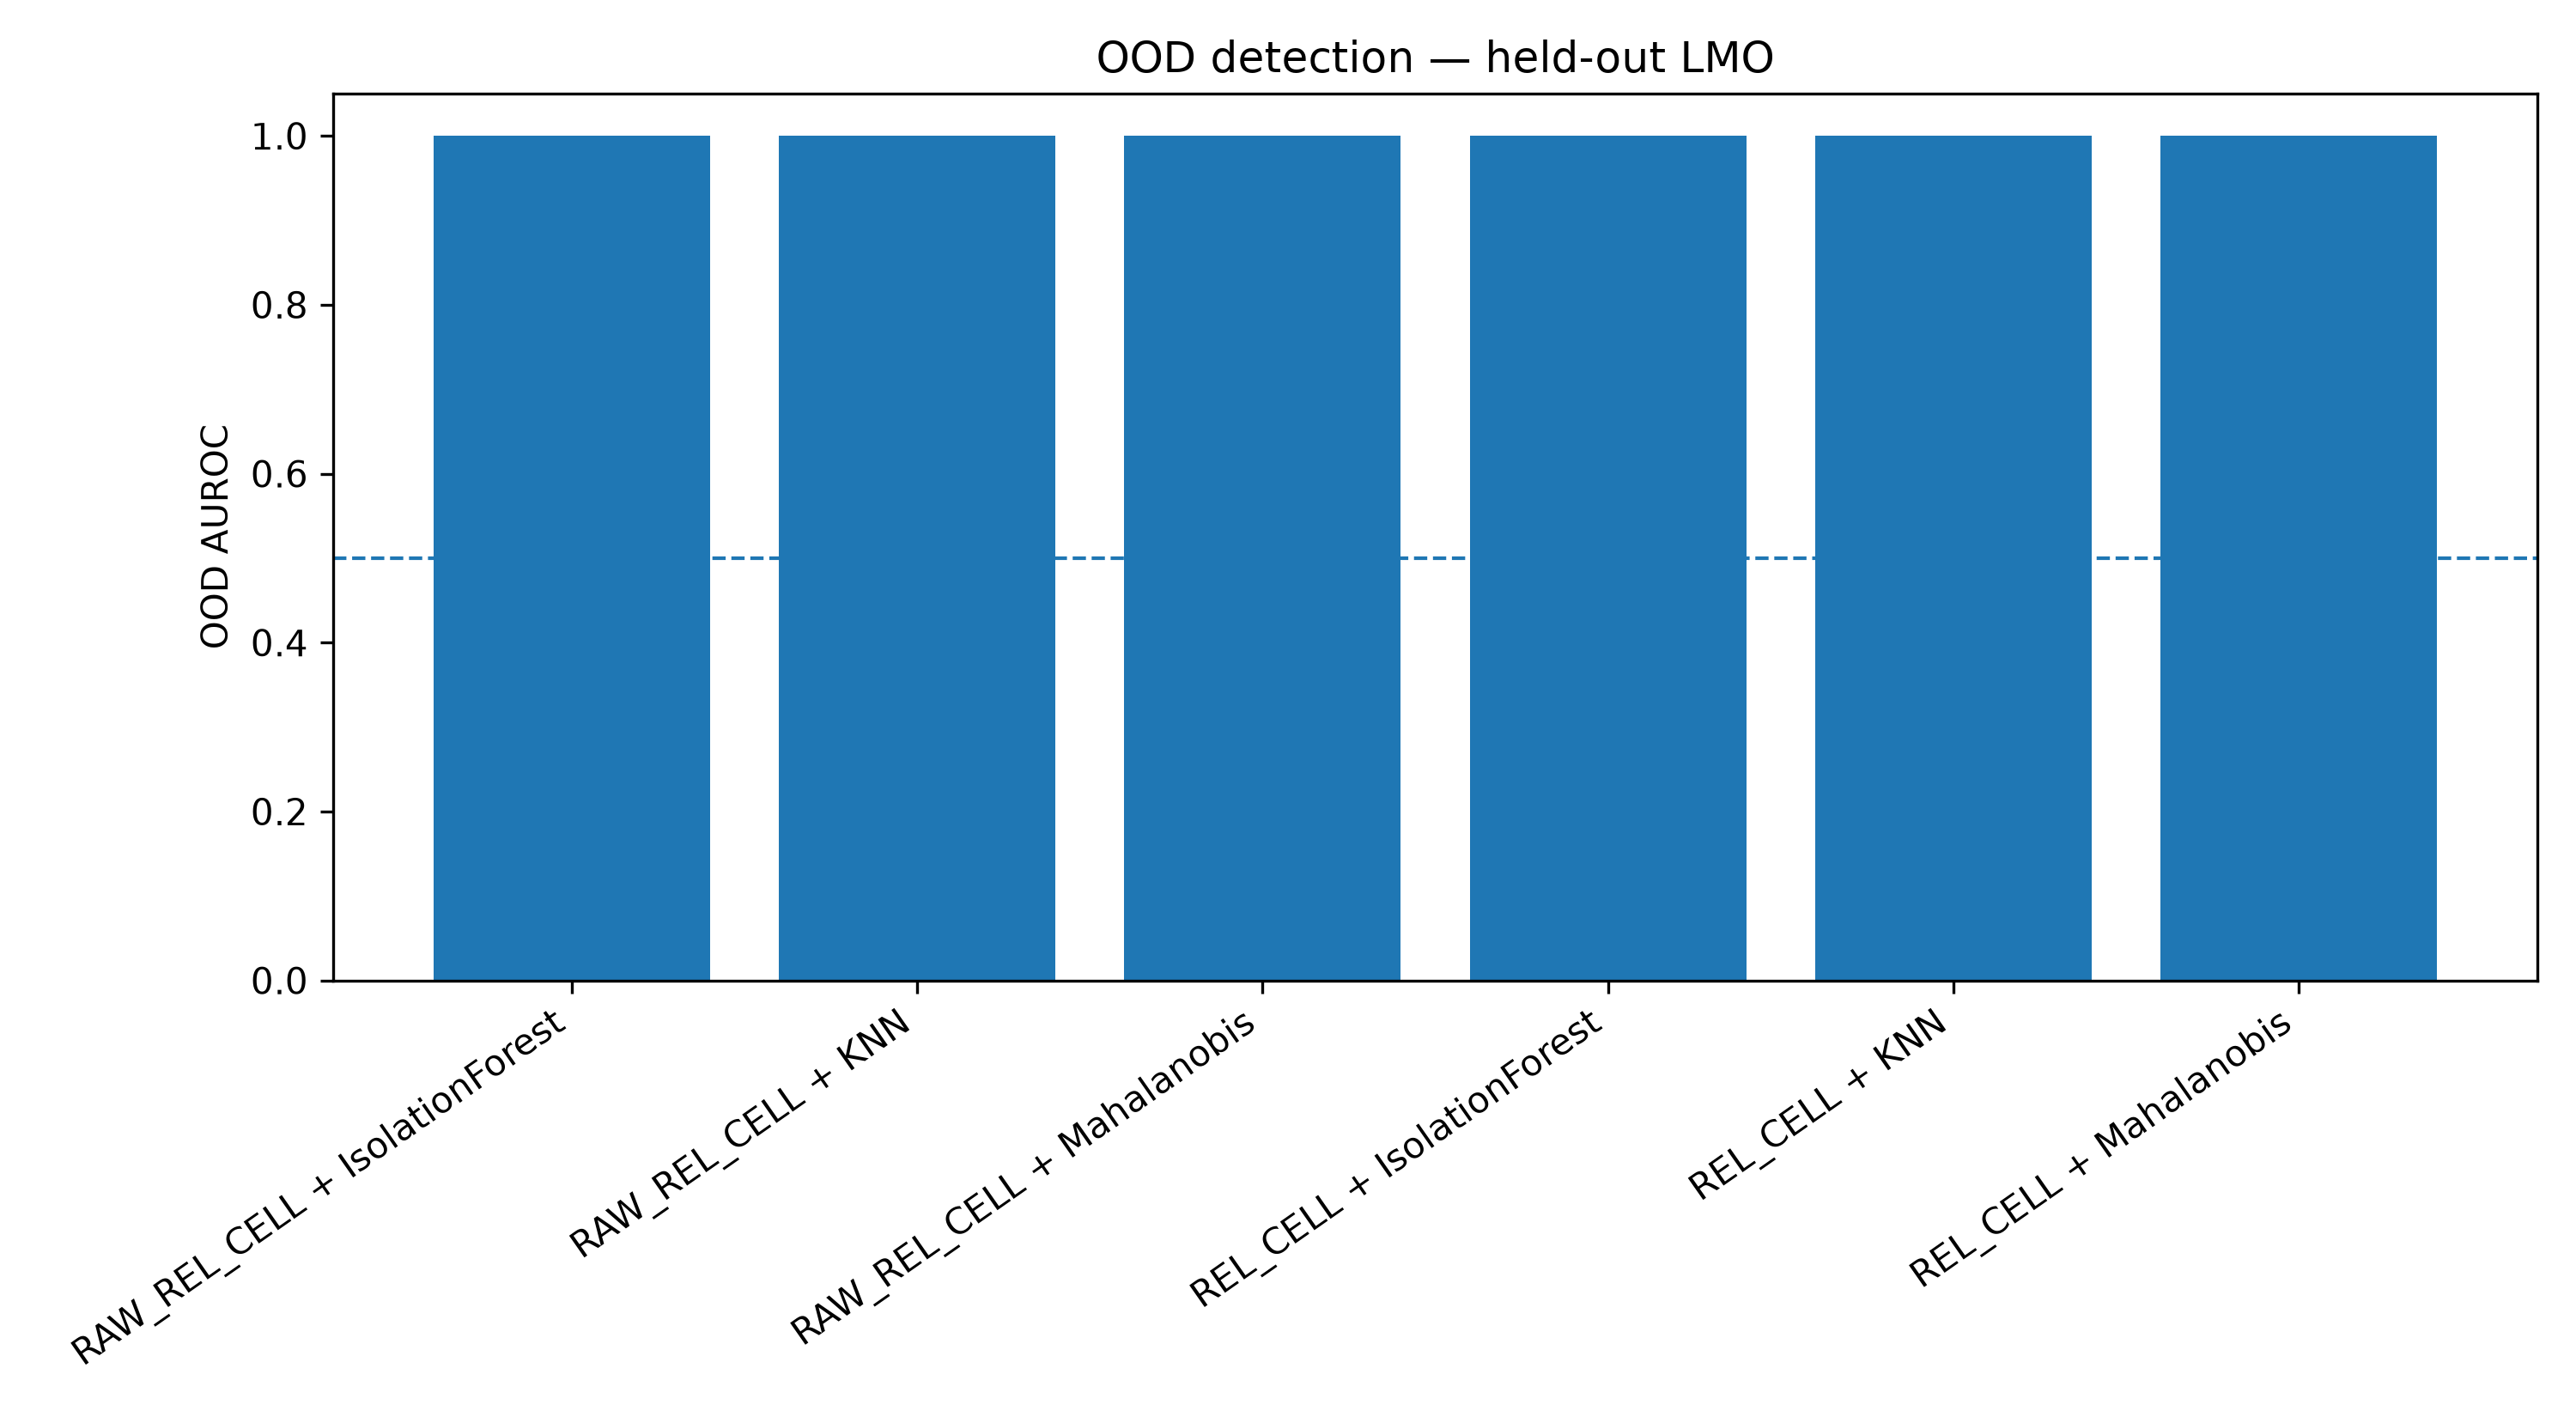 OOD detection — held-out LMO
OOD AUROC
1.0
0.8
0.6
0.4
0.2
0.0
RAW_REL_CELL + IsolationForest
RAW_REL_CELL + KNN
RAW_REL_CELL + Mahalanobis
REL_CELL + IsolationForest
REL_CELL + KNN
REL_CELL + Mahalanobis